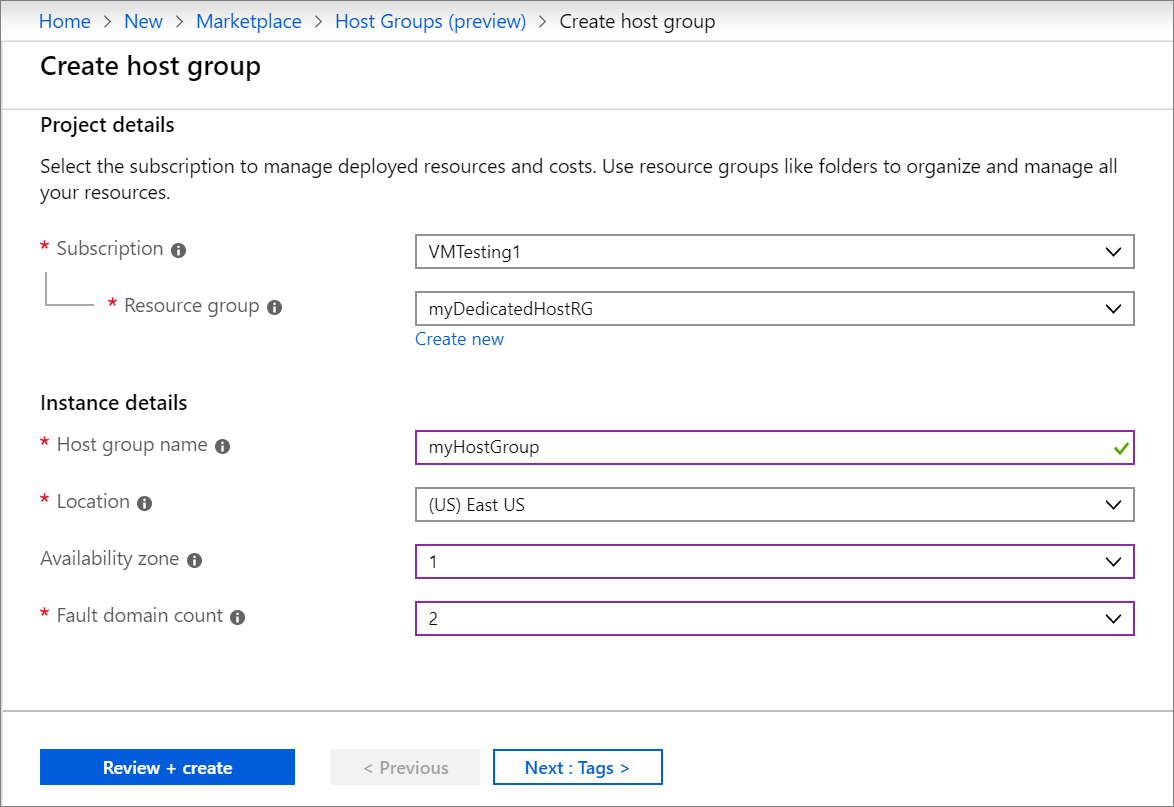 Home > New > Marketplace > Host Groups (preview) > Create host group
Create host group
Project details
Select the subscription to manage deployed resources and costs. Use resource groups like folders to organize and manage all
your resources.
* Subscription
VMTesting1
* Resource group
myDedicatedHostRG
Create new
Instance details
* Host group name
myHostGroup
* Location
(US) East US
Availability zone
1
* Fault domain count
2
Review + create
< Previous
Next : Tags >